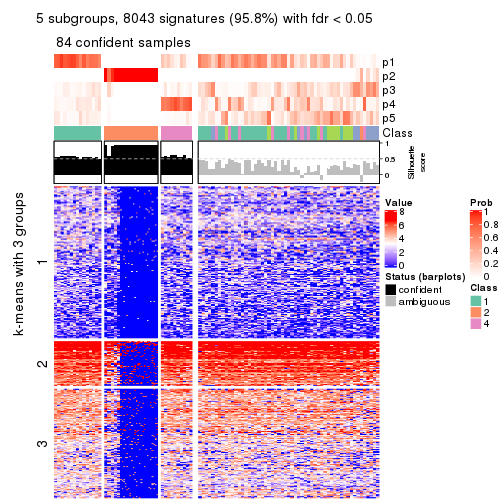 5 subgroups, 8043 signatures (95.8%) with fdr < 0.05
84 confident samples
p1
p2
p3
p4
p5
Class
1
0.5
0
Silhouette
score
k-means with 3 groups
1
2
3
Value
8
6
4
2
0
Status (barplots)
confident
ambiguous
Prob
1
0.8
0.6
0.4
0.2
0
Class
1
2
4